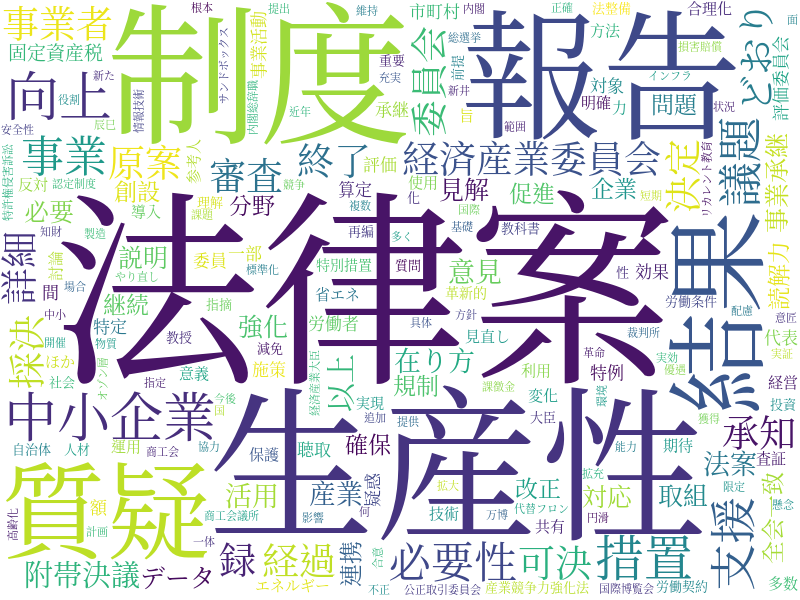 法律案
制度
報告
生産性
質疑
結果
中小企業
措置
支援
向上
事業
事業者
固定資産税
委員会
経済産業委員会
議題
どおり
審査
終了
原案
創設
決定
詳細
採決
必要
必要性
説明
継続
強化
意見
見解
促進
企業
分野
問題
対象
方法
市町村
合理化
法整備
評価委員会
事業承継
読解力
リカレント教育
承知
法案
査証
取組
対応
改正
可決
全会
一致
活用
産業
確保
聴取
経過
録
連携
附帯決議
データ
以上
在り方
規制
特例
効果
省エネ
労働者
特別措置
革新的
施策
減免
意義
特定
指摘
一部
委員
算定
評価
参考人
再編
教科書
質問
導入
反対
認定制度
理解
課題
競争
複数
使用
国際
基礎
標準化
特許権侵害訴訟
安全性
役割
情報技術
サンドボックス
事業活動
内閣総辞職
根本
提出
維持
内閣
総選挙
正確
損害賠償
インフラ
明確
範囲
状況
重要
充実
前提
新井
承継
近年
新た
辰巳
知財
製造
討論
場合
中小
やり直し
開催
ほか
社会
物質
オゾン層
教授
指定
経済産業大臣
実現
利用
課徴金
変化
大臣
環境
革命
方針
具体
見直し
多く
労働条件
配慮
裁判所
意匠
代表
実効
実証
優遇
経営
投資
獲得
期待
能力
拡充
限定
円滑
共有
代替フロン
万博
技術
提供
追加
拡大
疑惑
保護
影響
協力
商工会
商工会議所
運用
人材
自治体
今後
国
額
計画
高齢化
一体
エネルギー
合意
不正
公正取引委員会
産業競争力強化法
国際博覧会
労働契約
多数
間
性
化
力
短期
面